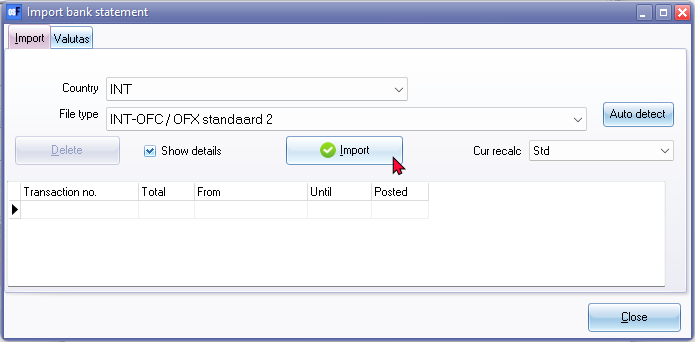 Import bank statement
Import Valutas
Country INT
File type INT-OFC / OFX standaard 2 Auto detect
Delete Show details Import Cur recalc Std
Transaction no. Total From Until Posted
Close